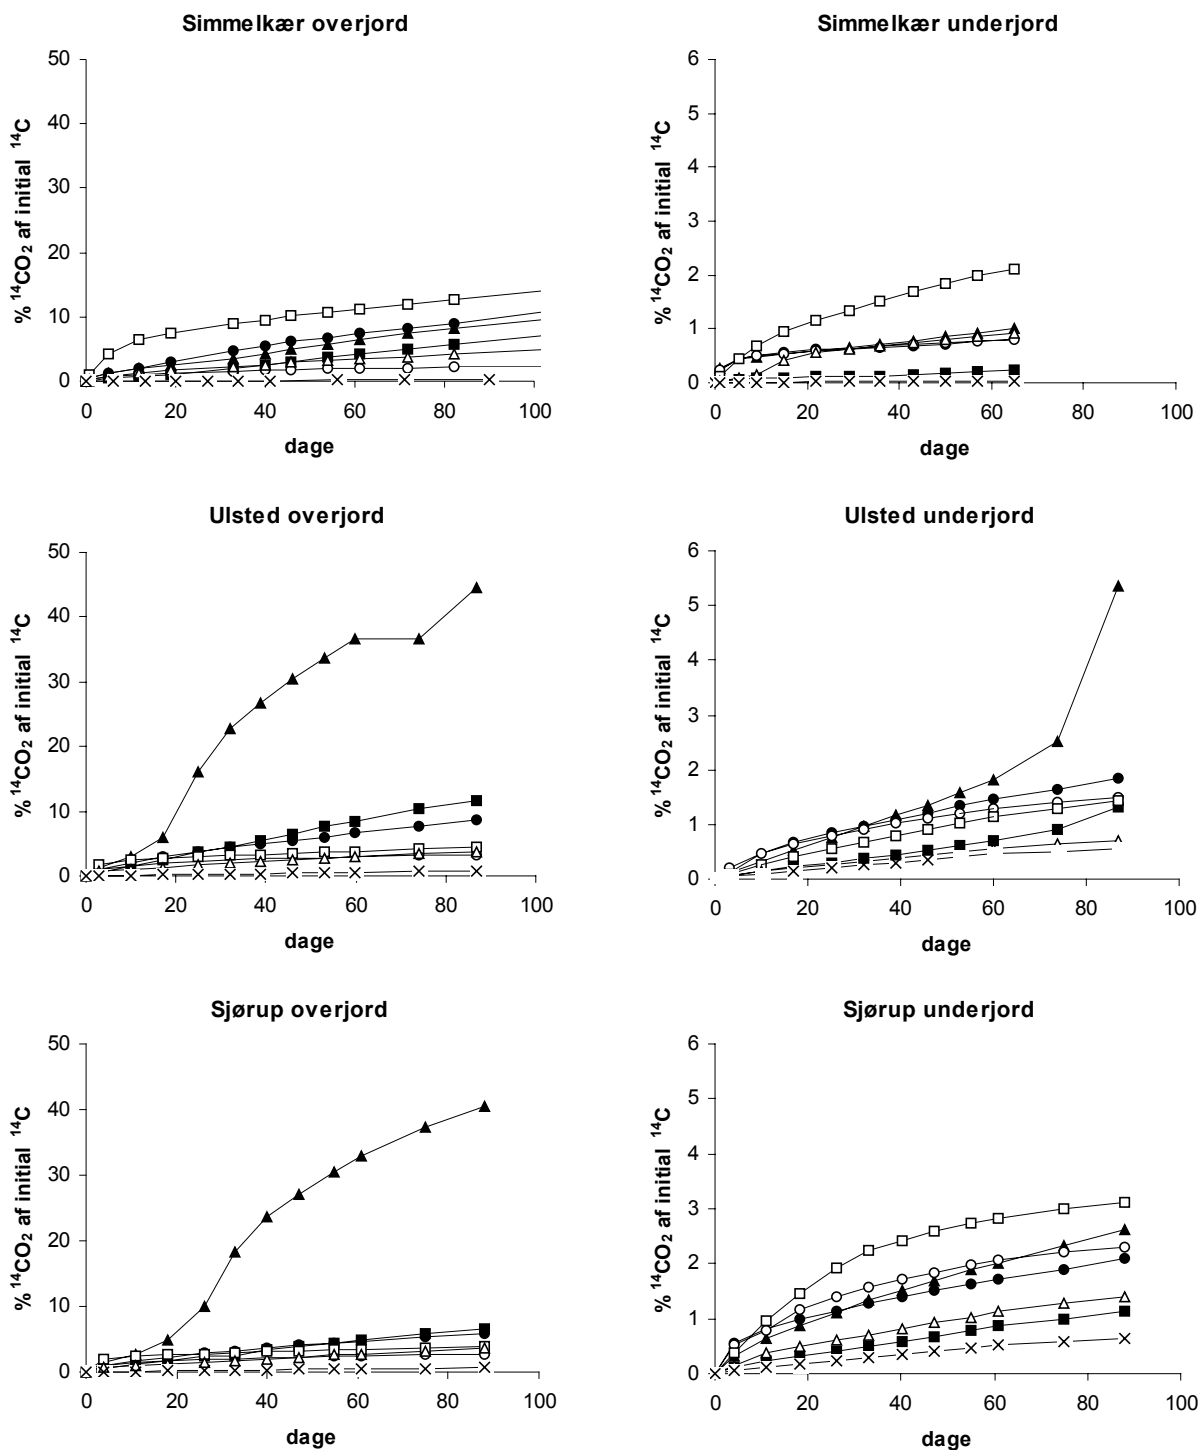 Simmelkær overjord
% ¹⁴CO₂ af initial ¹⁴C
50
40
30
20
10
0
0 20 40 60 80 100
dage
Simmelkær underjord
% ¹⁴CO₂ af initial ¹⁴C
6
5
4
3
2
1
0
0 20 40 60 80 100
dage
Ulsted overjord
% ¹⁴CO₂ af initial ¹⁴C
50
40
30
20
10
0
0 20 40 60 80 100
dage
Ulsted underjord
% ¹⁴CO₂ af initial ¹⁴C
6
5
4
3
2
1
0
0 20 40 60 80 100
dage
Sjørup overjord
% ¹⁴CO₂ af initial ¹⁴C
50
40
30
20
10
0
0 20 40 60 80 100
dage
Sjørup underjord
% ¹⁴CO₂ af initial ¹⁴C
6
5
4
3
2
1
0
0 20 40 60 80 100
dage